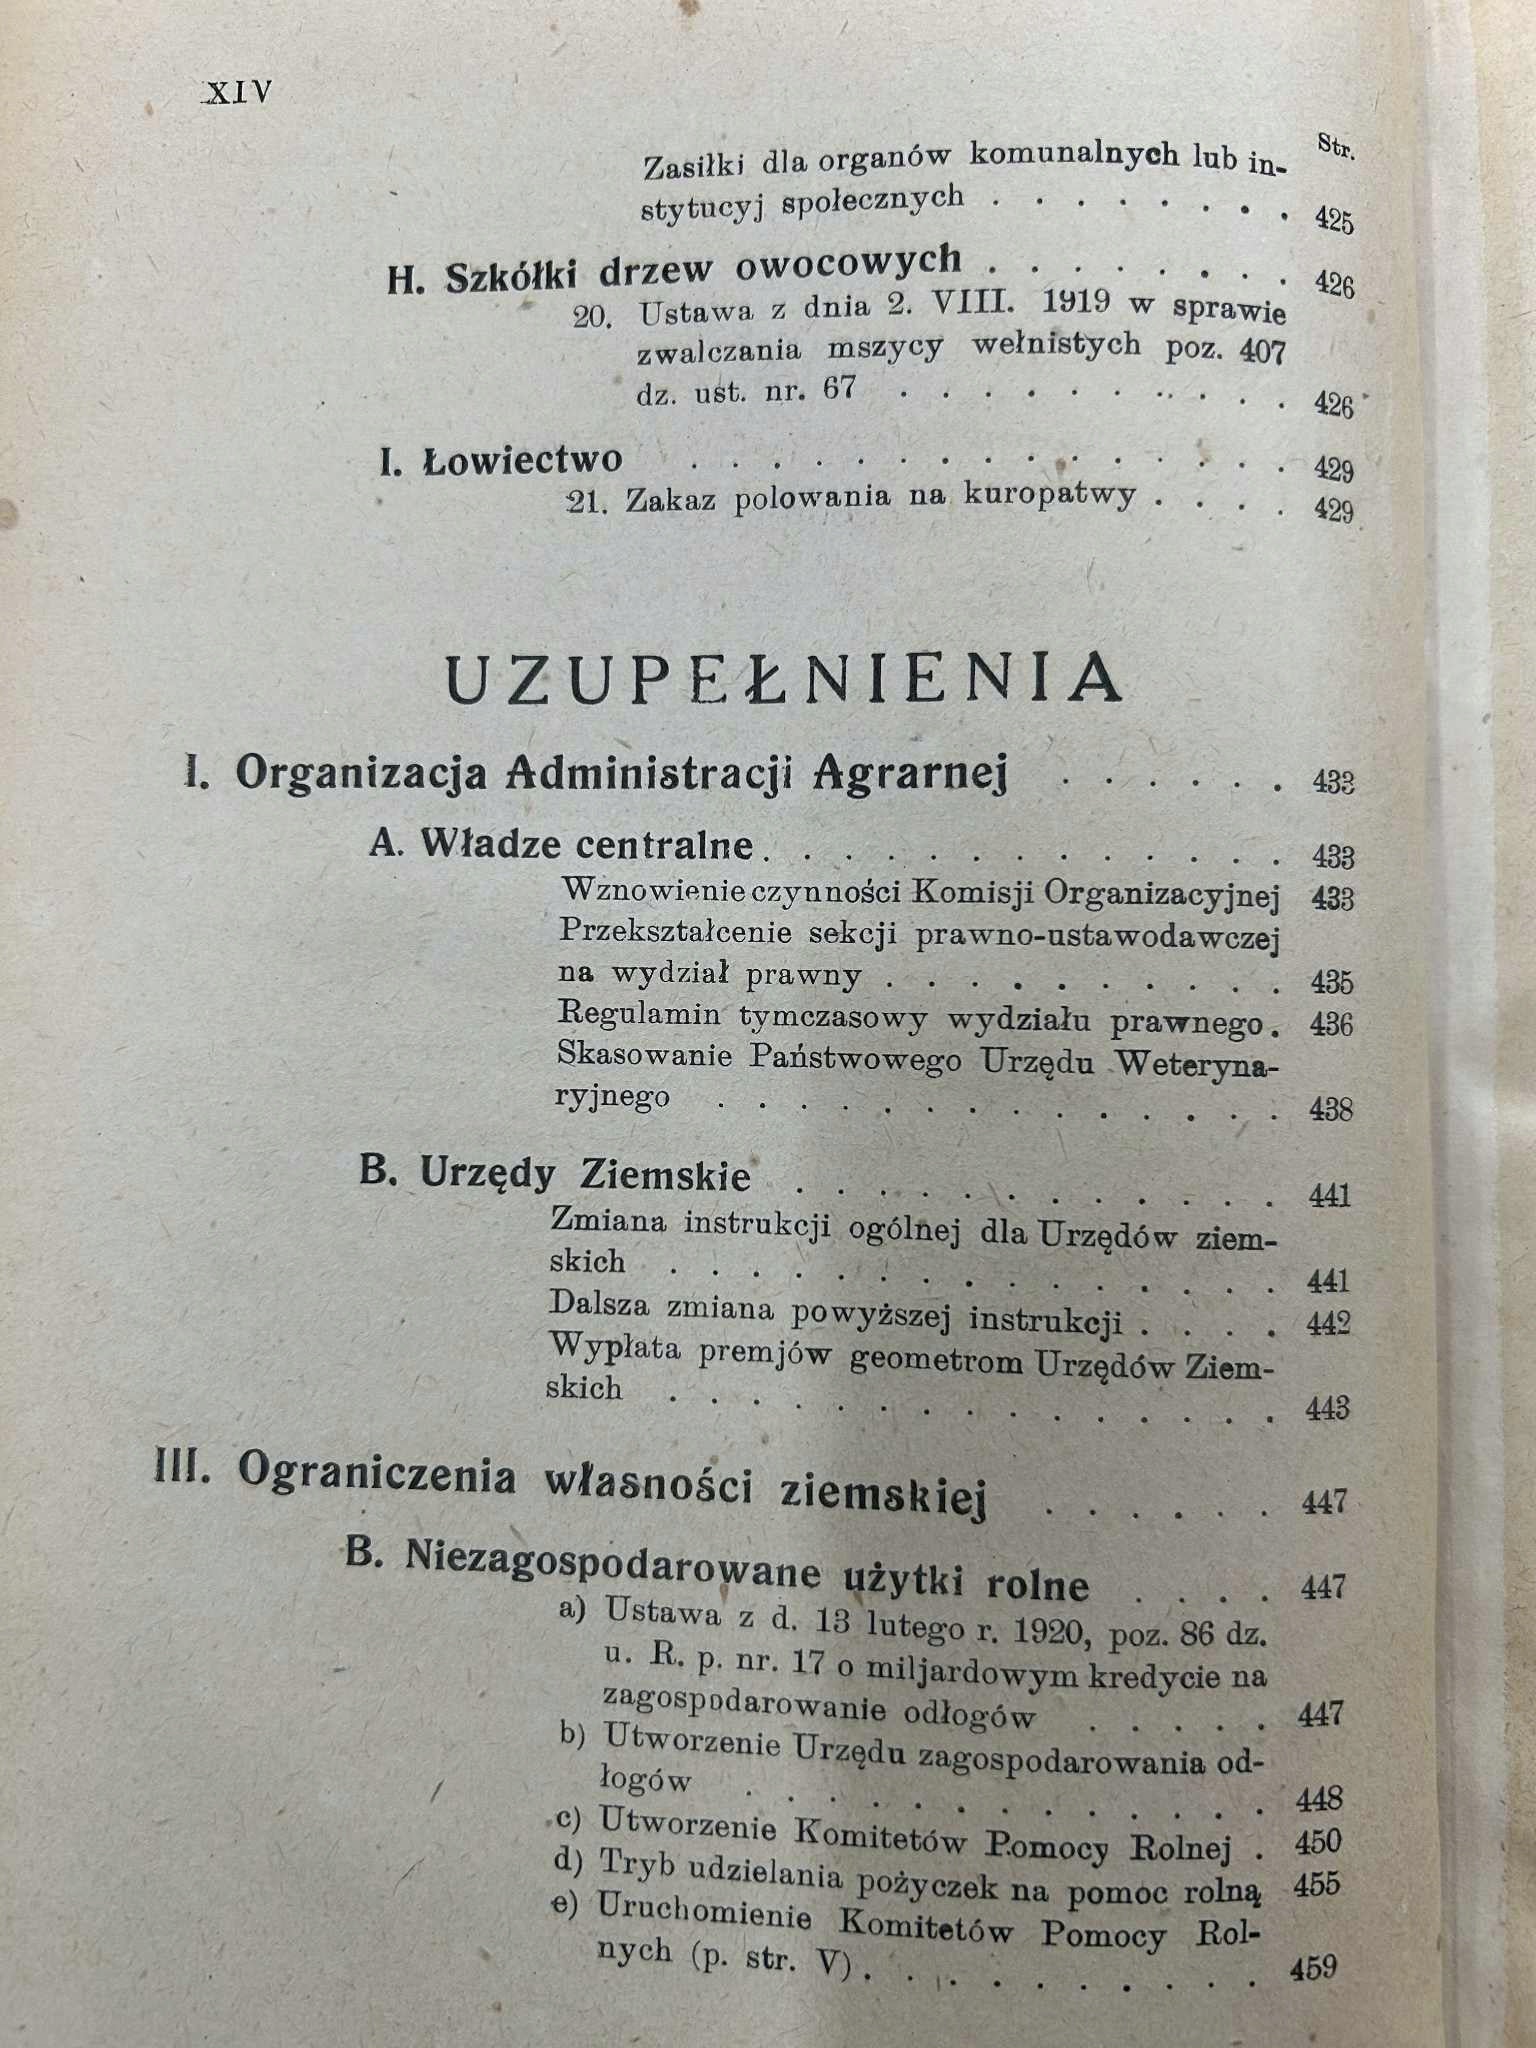 XIV
Str.
Zasiłki dla organów komunalnych lub in-
stytucyj społecznych . . . . . . . . 425
H. Szkółki drzew owocowych . . . . . . . . 426
20. Ustawa z dnia 2. VIII. 1919 w sprawie
zwalczania mszycy wełnistych poz. 407
dz. ust. nr. 67 . . . . . . . . . . 426
I. Łowiectwo . . . . . . . . . . . . . . . 429
21. Zakaz polowania na kuropatwy . . . . 429
UZUPEŁNIENIA
I. Organizacja Administracji Agrarnej . . . . . . 433
A. Władze centralne . . . . . . . . . . . . . 433
Wznowienie czynności Komisji Organizacyjnej 433
Przekształcenie sekcji prawno-ustawodawczej
na wydział prawny . . . . . . . . . . 435
Regulamin tymczasowy wydziału prawnego . 436
Skasowanie Państwowego Urzędu Weteryna-
ryjnego . . . . . . . . . . . . . . 438
B. Urzędy Ziemskie . . . . . . . . . . . . 441
Zmiana instrukcji ogólnej dla Urzędów ziem-
skich . . . . . . . . . . . . . . . 441
Dalsza zmiana powyższej instrukcji . . . . 442
Wypłata premjów geometrom Urzędów Ziem-
skich . . . . . . . . . . . . . . . 443
III. Ograniczenia własności ziemskiej . . . . . . 447
B. Niezagospodarowane użytki rolne . . . . 447
a) Ustawa z d. 13 lutego r. 1920, poz. 86 dz.
u. R. p. nr. 17 o miljardowym kredycie na
zagospodarowanie odłogów . . . . . 447
b) Utworzenie Urzędu zagospodarowania od-
łogów . . . . . . . . . . . . . 448
c) Utworzenie Komitetów Pomocy Rolnej . 450
d) Tryb udzielania pożyczek na pomoc rolną 455
e) Uruchomienie Komitetów Pomocy Rol-
nych (p. str. V) . . . . . . . . . . 459